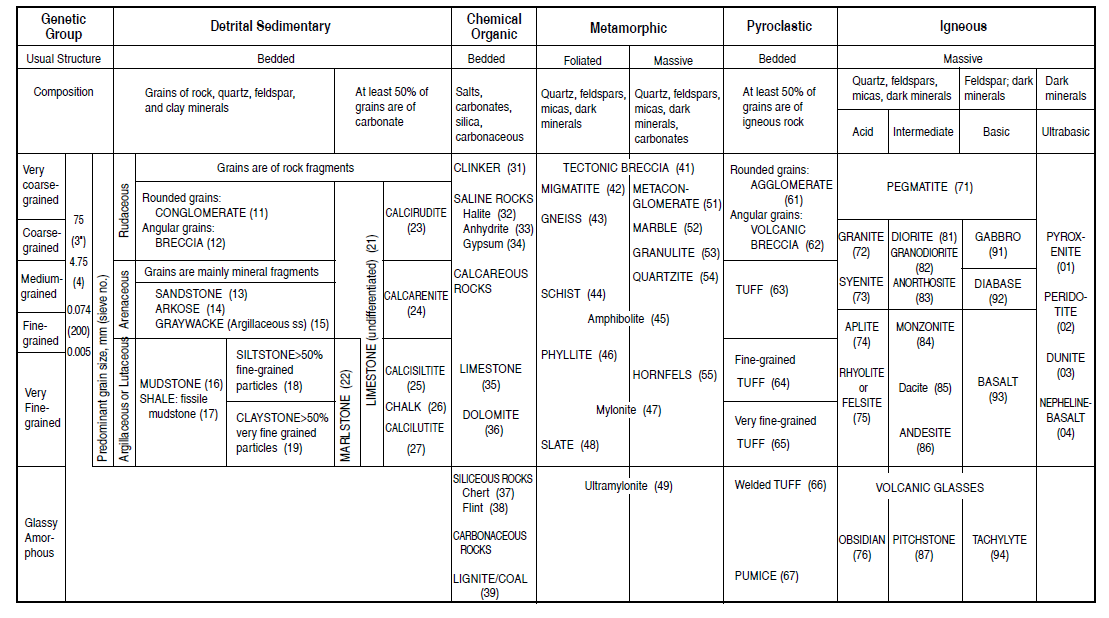 Genetic
Group
Detrital Sedimentary
Chemical
Organic
Metamorphic
Pyroclastic
Igneous
Usual Structure
Bedded
Bedded
Foliated
Massive
Bedded
Massive
Composition
Grains of rock, quartz, feldspar,
and clay minerals
At least 50% of
grains are of
carbonate
Salts,
carbonates,
silica,
carbonaceous
Quartz, feldspars,
micas, dark
minerals
Quartz, feldspars,
micas, dark
minerals,
carbonates
At least 50% of
grains are of
igneous rock
Quartz, feldspars,
micas, dark minerals
Feldspar; dark
minerals
Dark
minerals
Acid
Intermediate
Basic
Ultrabasic
Very
coarse-
grained
Coarse-
grained
Medium-
grained
Fine-
grained
Very
Fine-
grained
Glassy
Amor-
phous
75
(3")
4.75
(4)
0.074
(200)
0.005
Predominant grain size, mm (sieve no.)
Rudaceous
Arenaceous
Argillaceous or Lutaceous
Grains are of rock fragments
Rounded grains:
CONGLOMERATE (11)
Angular grains:
BRECCIA (12)
Grains are mainly mineral fragments
SANDSTONE (13)
ARKOSE (14)
GRAYWACKE (Argillaceous ss) (15)
MUDSTONE (16)
SHALE: fissile
mudstone (17)
SILTSTONE>50%
fine-grained
particles (18)
CLAYSTONE>50%
very fine grained
particles (19)
MARLSTONE (22)
LIMESTONE (undifferentiated) (21)
CALCIRUDITE
(23)
CALCARENITE
(24)
CALCISILTITE
(25)
CHALK (26)
CALCILUTITE
(27)
CLINKER (31)
SALINE ROCKS
Halite (32)
Anhydrite (33)
Gypsum (34)
CALCAREOUS
ROCKS
LIMESTONE
(35)
DOLOMITE
(36)
SILICEOUS ROCKS
Chert (37)
Flint (38)
CARBONACEOUS
ROCKS
LIGNITE/COAL
(39)
TECTONIC BRECCIA (41)
MIGMATITE (42)
GNEISS (43)
SCHIST (44)
Amphibolite (45)
PHYLLITE (46)
Mylonite (47)
SLATE (48)
Ultramylonite (49)
METACON-
GLOMERATE (51)
MARBLE (52)
GRANULITE (53)
QUARTZITE (54)
HORNFELS (55)
Rounded grains:
AGGLOMERATE
(61)
Angular grains:
VOLCANIC
BRECCIA (62)
TUFF (63)
Fine-grained
TUFF (64)
Very fine-grained
TUFF (65)
Welded TUFF (66)
PUMICE (67)
PEGMATITE (71)
GRANITE
(72)
SYENITE
(73)
APLITE
(74)
RHYOLITE
or
FELSITE
(75)
DIORITE (81)
GRANODIORITE
(82)
ANORTHOSITE
(83)
MONZONITE
(84)
Dacite (85)
ANDESITE
(86)
GABBRO
(91)
DIABASE
(92)
BASALT
(93)
PYROX-
ENITE
(01)
PERIDO-
TITE
(02)
DUNITE
(03)
NEPHELINE-
BASALT
(04)
VOLCANIC GLASSES
OBSIDIAN
(76)
PITCHSTONE
(87)
TACHYLYTE
(94)